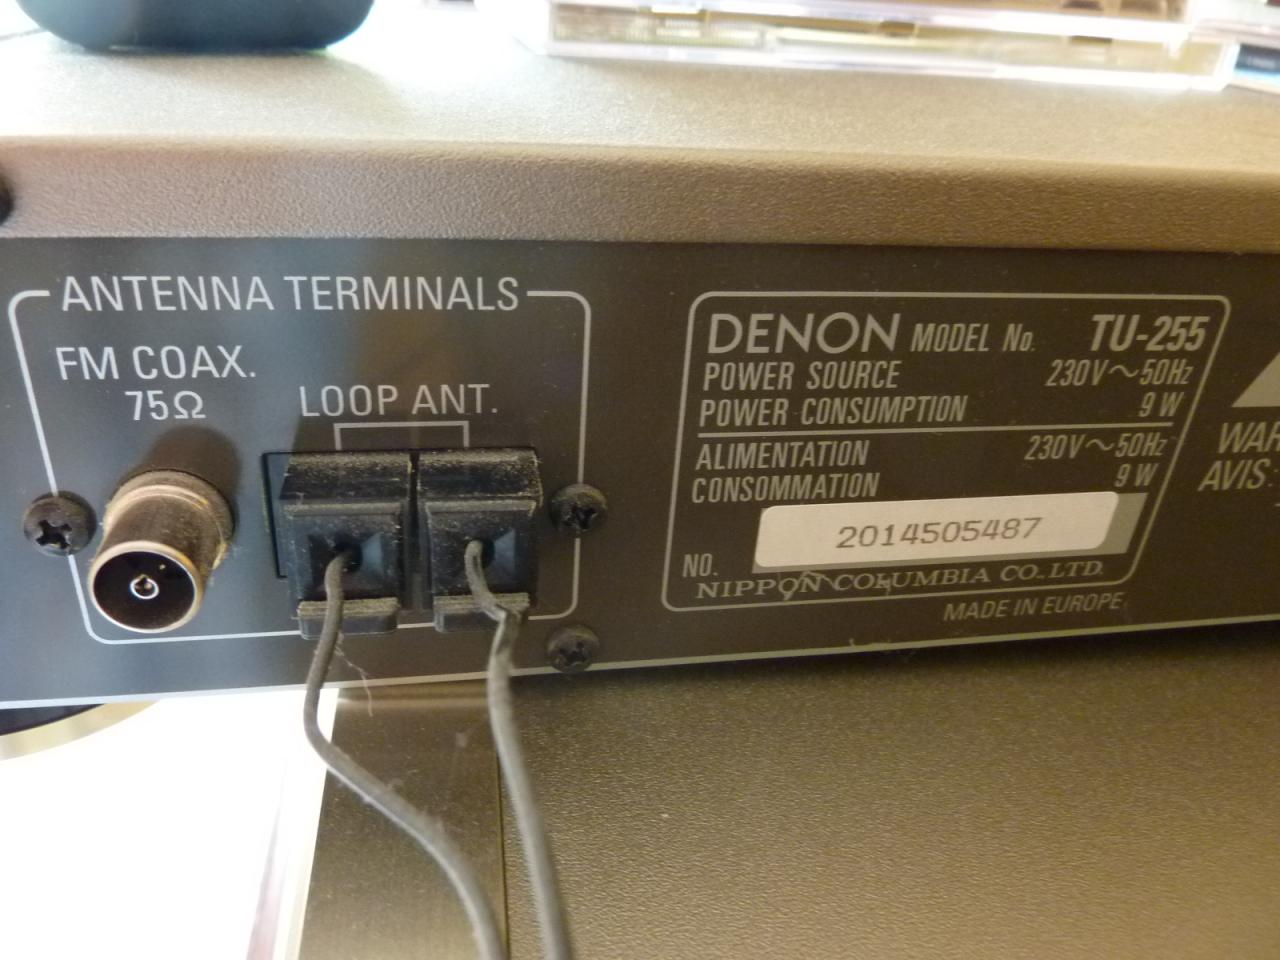 ANTENNA TERMINALS
FM COAX.
75Ω
LOOP ANT.
DENON MODEL No. TU-255
POWER SOURCE 230V~50Hz
POWER CONSUMPTION 9 W
ALIMENTATION 230V~50Hz
CONSOMMATION 9 W
NO. 2014505487
NIPPON COLUMBIA CO., LTD.
MADE IN EUROPE
WAR
AVIS: